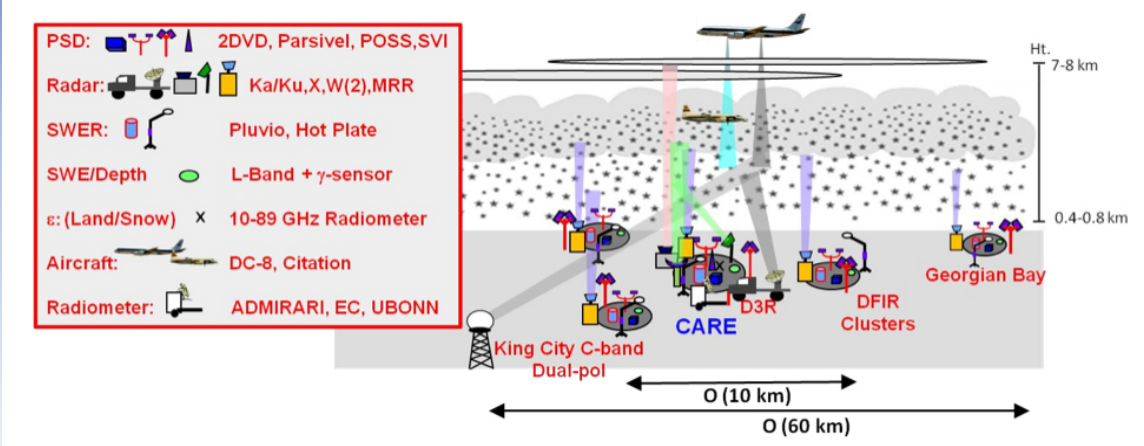 PSD: 2DVD, Parsivel, POSS,SVI
Radar: Ka/Ku,X,W(2),MRR
SWER: Pluvio, Hot Plate
SWE/Depth L-Band + γ-sensor
ε: (Land/Snow) x 10-89 GHz Radiometer
Aircraft: DC-8, Citation
Radiometer: ADMIRARI, EC, UBONN
Ht.
7-8 km
0.4-0.8 km
Georgian Bay
D3R
DFIR
Clusters
CARE
King City C-band
Dual-pol
O (10 km)
O (60 km)